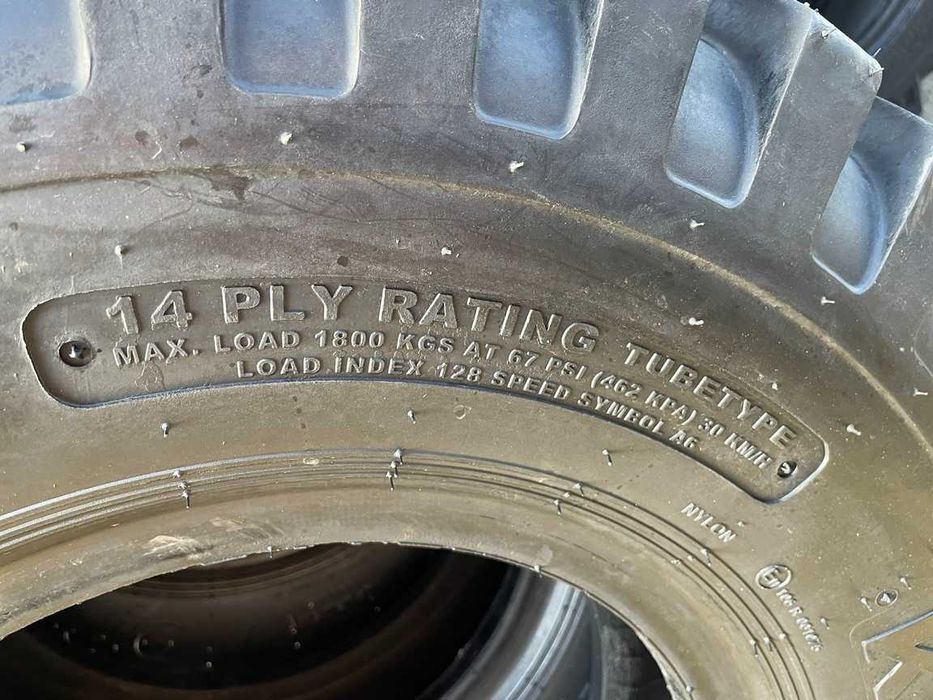 14 PLY RATING TUBETYPE
MAX. LOAD 1800 KGS AT 67 PSI (462 KPA) 30 KM/H
LOAD INDEX 128 SPEED SYMBOL A6
NYLON